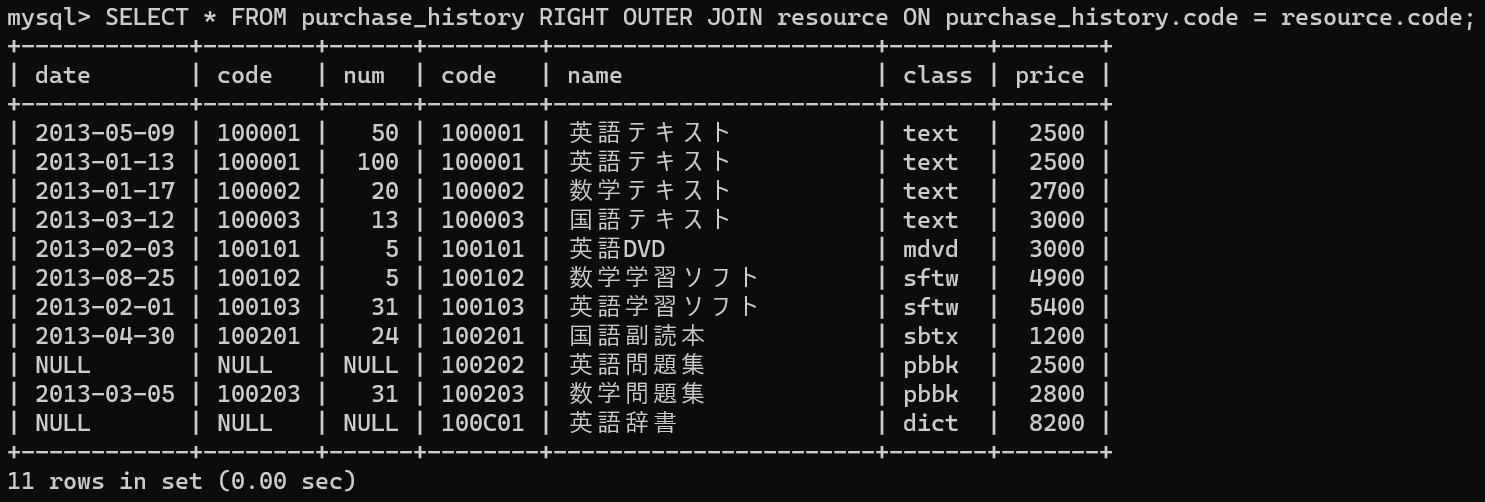 mysql> SELECT * FROM purchase_history RIGHT OUTER JOIN resource ON purchase_history.code = resource.code;
+------------+--------+------+--------+-----------------------+-------+-------+
| date       | code   | num  | code   | name                  | class | price |
+------------+--------+------+--------+-----------------------+-------+-------+
| 2013-05-09 | 100001 |   50 | 100001 | 英語テキスト          | text  |  2500 |
| 2013-01-13 | 100001 |  100 | 100001 | 英語テキスト          | text  |  2500 |
| 2013-01-17 | 100002 |   20 | 100002 | 数学テキスト          | text  |  2700 |
| 2013-03-12 | 100003 |   13 | 100003 | 国語テキスト          | text  |  3000 |
| 2013-02-03 | 100101 |    5 | 100101 | 英語DVD               | mdvd  |  3000 |
| 2013-08-25 | 100102 |    5 | 100102 | 数学学習ソフト        | sftw  |  4900 |
| 2013-02-01 | 100103 |   31 | 100103 | 英語学習ソフト        | sftw  |  5400 |
| 2013-04-30 | 100201 |   24 | 100201 | 国語副読本            | sbtx  |  1200 |
| NULL       | NULL   | NULL | 100202 | 英語問題集            | pbbk  |  2500 |
| 2013-03-05 | 100203 |   31 | 100203 | 数学問題集            | pbbk  |  2800 |
| NULL       | NULL   | NULL | 100C01 | 英語辞書              | dict  |  8200 |
+------------+--------+------+--------+-----------------------+-------+-------+
11 rows in set (0.00 sec)